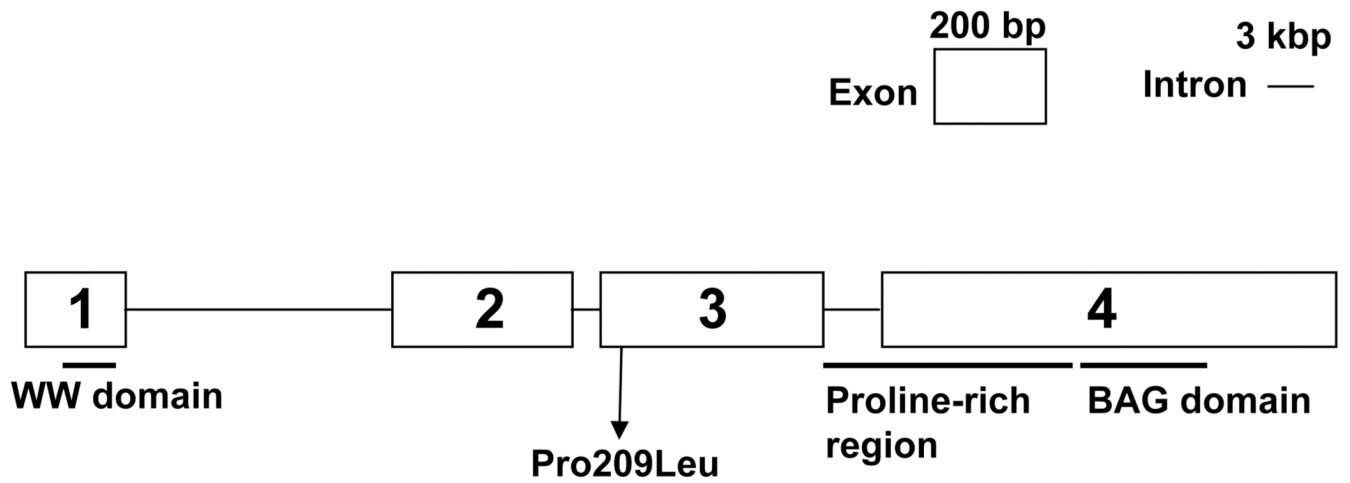 200 bp
3 kbp
Exon
Intron
1
2
3
4
WW domain
Proline-rich
region
BAG domain
Pro209Leu